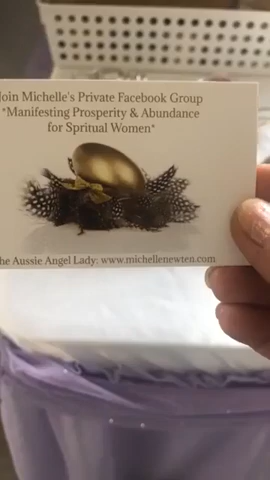 Join Michelle's Private Facebook Group
*Manifesting Prosperity & Abundance
for Spritual Women*
The Aussie Angel Lady: www.michellenewten.com